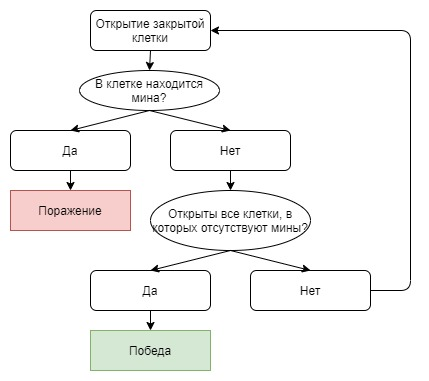 Открытие закрытой
клетки
В клетке находится
мина?
Да
Нет
Поражение
Открыты все клетки, в
которых отсутствуют мины?
Да
Нет
Победа